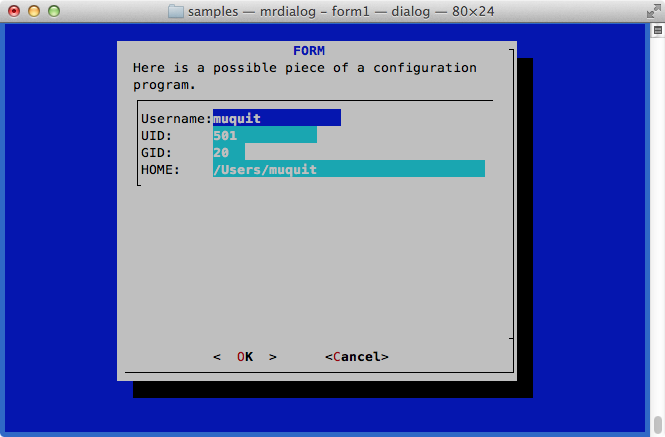 samples — mrdialog – form1 — dialog — 80×24
FORM
Here is a possible piece of a configuration
program.
Username:muquit
UID: 501
GID: 20
HOME: /Users/muquit
< OK > <Cancel>